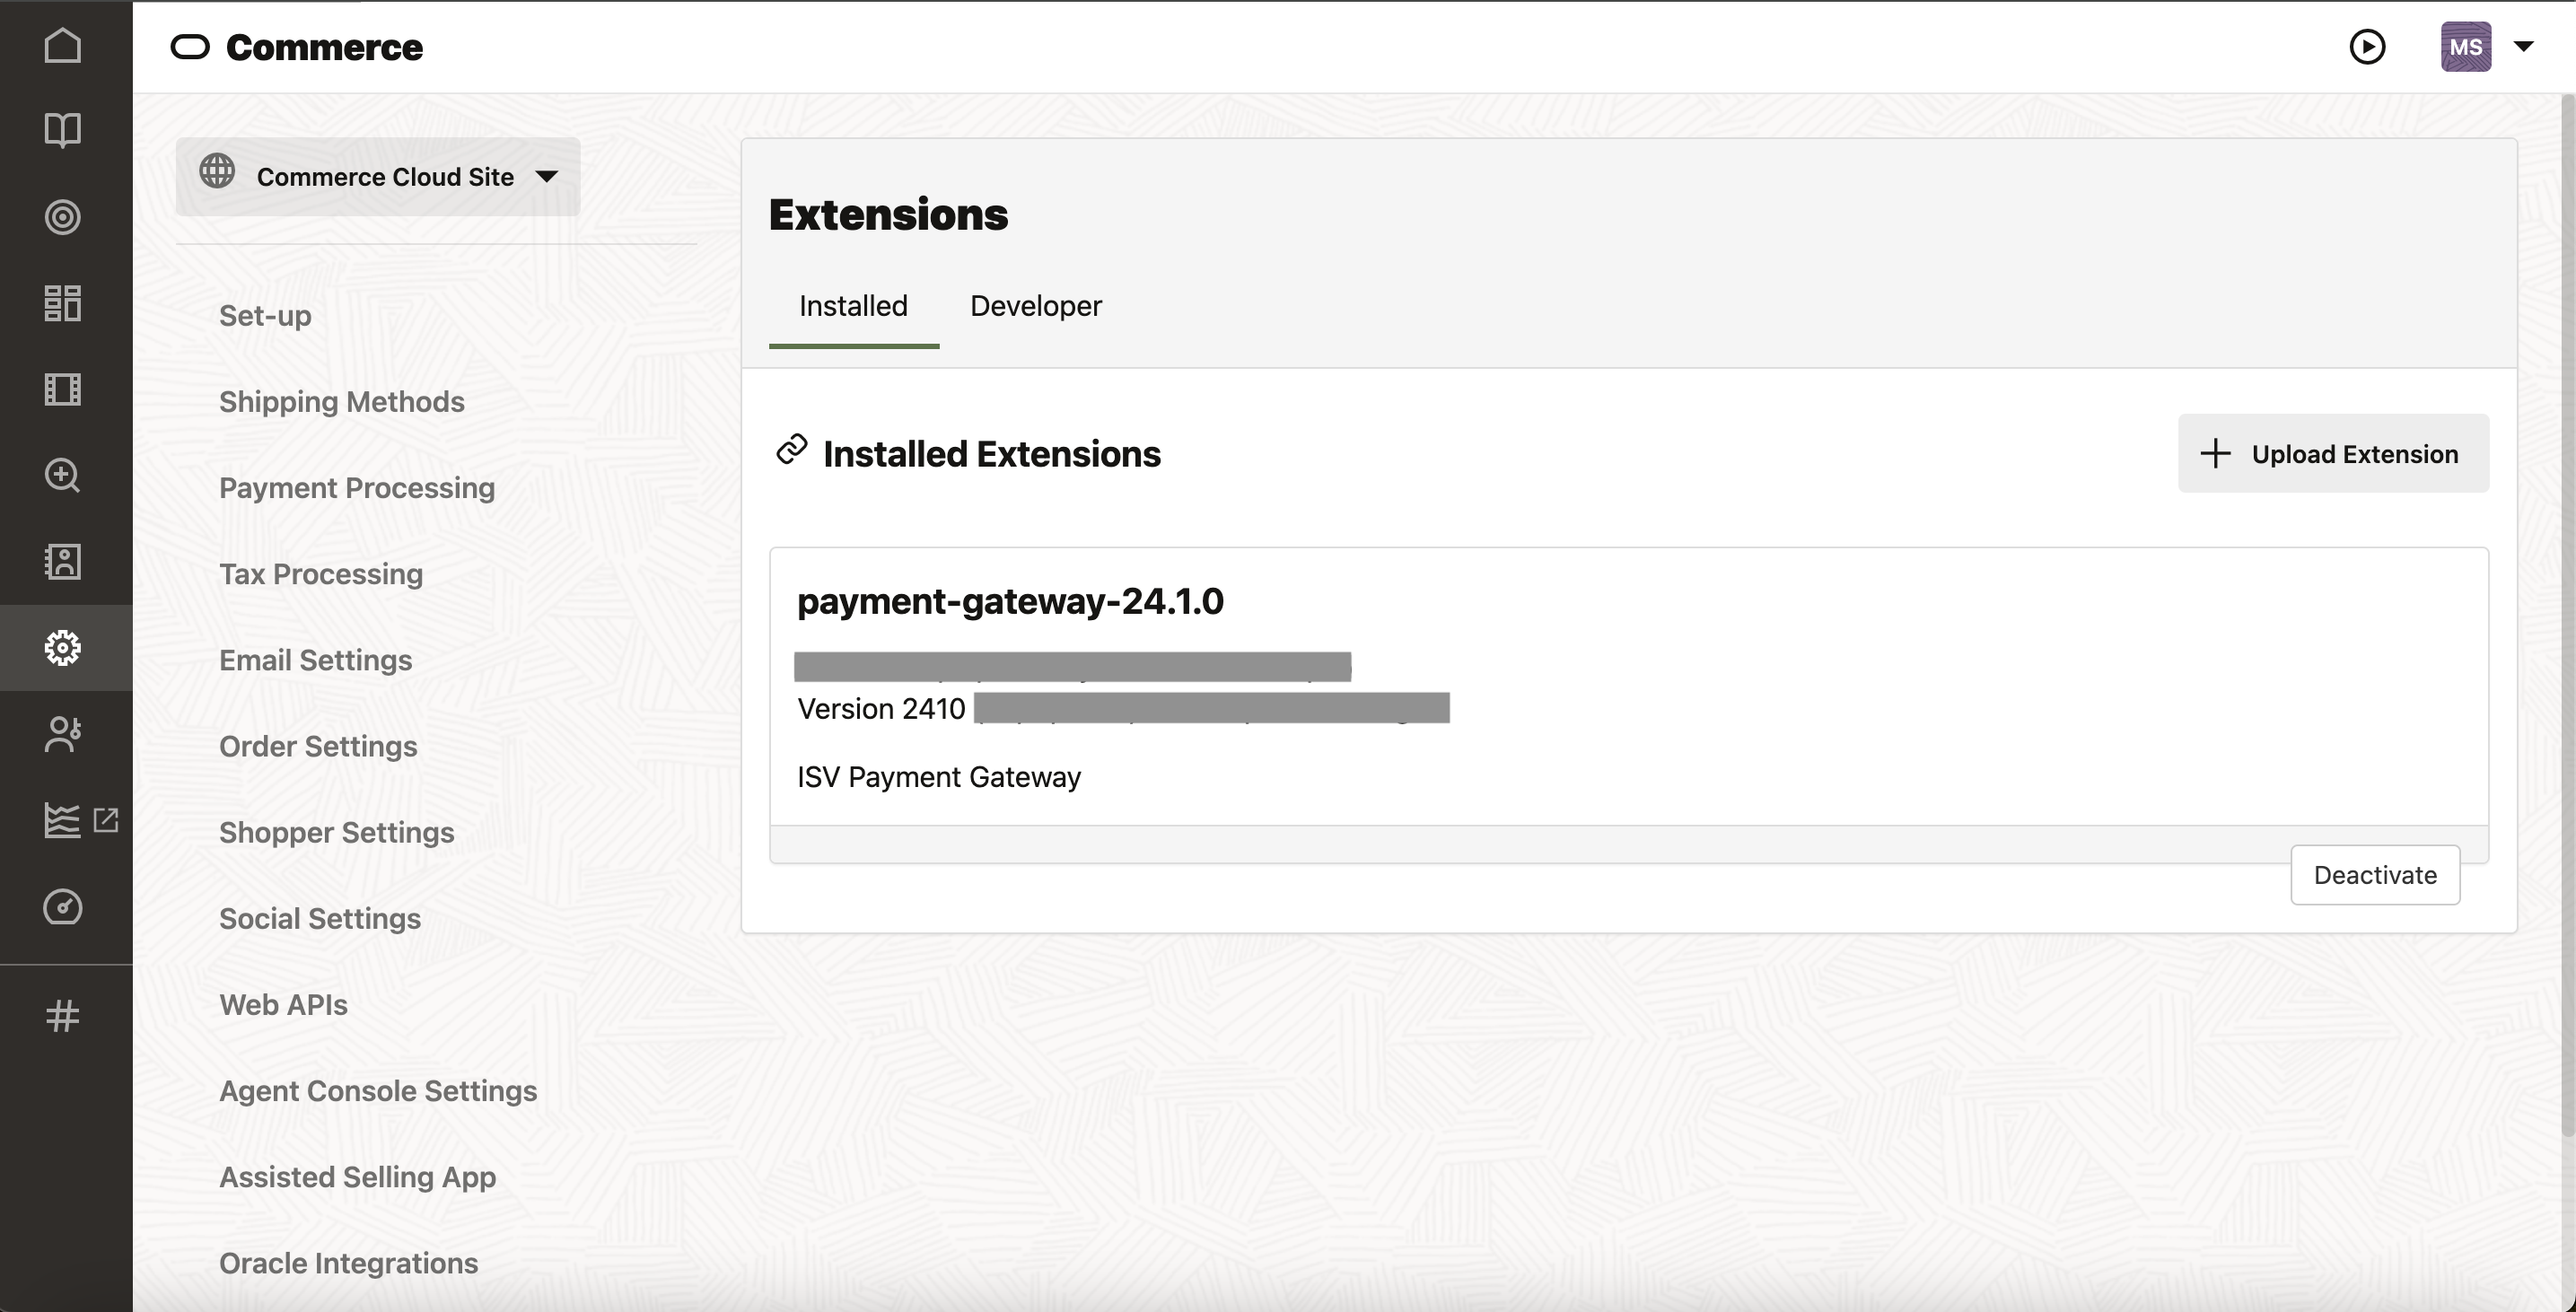 Commerce
MS
Commerce Cloud Site
Set-up
Shipping Methods
Payment Processing
Tax Processing
Email Settings
Order Settings
Shopper Settings
Social Settings
Web APIs
Agent Console Settings
Assisted Selling App
Oracle Integrations
Extensions
Installed Developer
Installed Extensions
Upload Extension
payment-gateway-24.1.0
Version 2410
ISV Payment Gateway
Deactivate